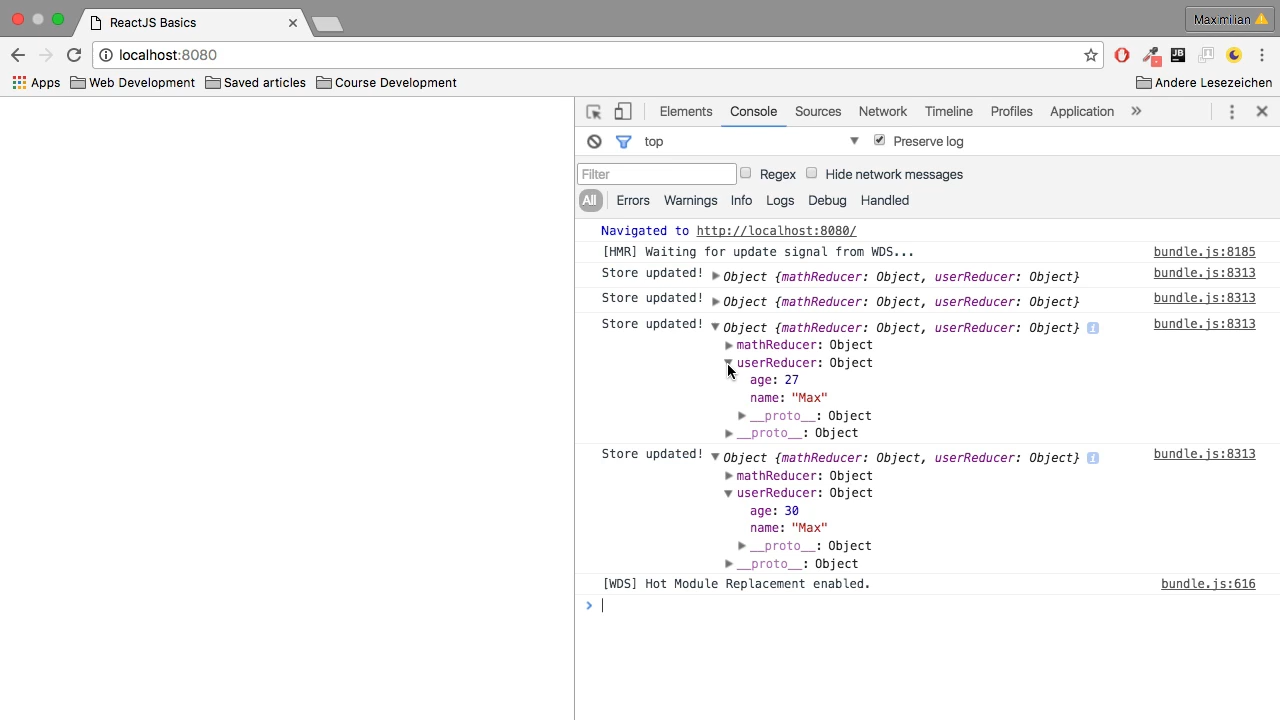 ReactJS Basics
Maximilian
localhost:8080
Apps Web Development Saved articles Course Development Andere Lesezeichen
Elements Console Sources Network Timeline Profiles Application »
top Preserve log
Filter Regex Hide network messages
All Errors Warnings Info Logs Debug Handled
Navigated to http://localhost:8080/
[HMR] Waiting for update signal from WDS... bundle.js:8185
Store updated! Object {mathReducer: Object, userReducer: Object} bundle.js:8313
Store updated! Object {mathReducer: Object, userReducer: Object} bundle.js:8313
Store updated! Object {mathReducer: Object, userReducer: Object} bundle.js:8313
mathReducer: Object
userReducer: Object
age: 27
name: "Max"
__proto__: Object
__proto__: Object
Store updated! Object {mathReducer: Object, userReducer: Object} bundle.js:8313
mathReducer: Object
userReducer: Object
age: 30
name: "Max"
__proto__: Object
__proto__: Object
[WDS] Hot Module Replacement enabled. bundle.js:616